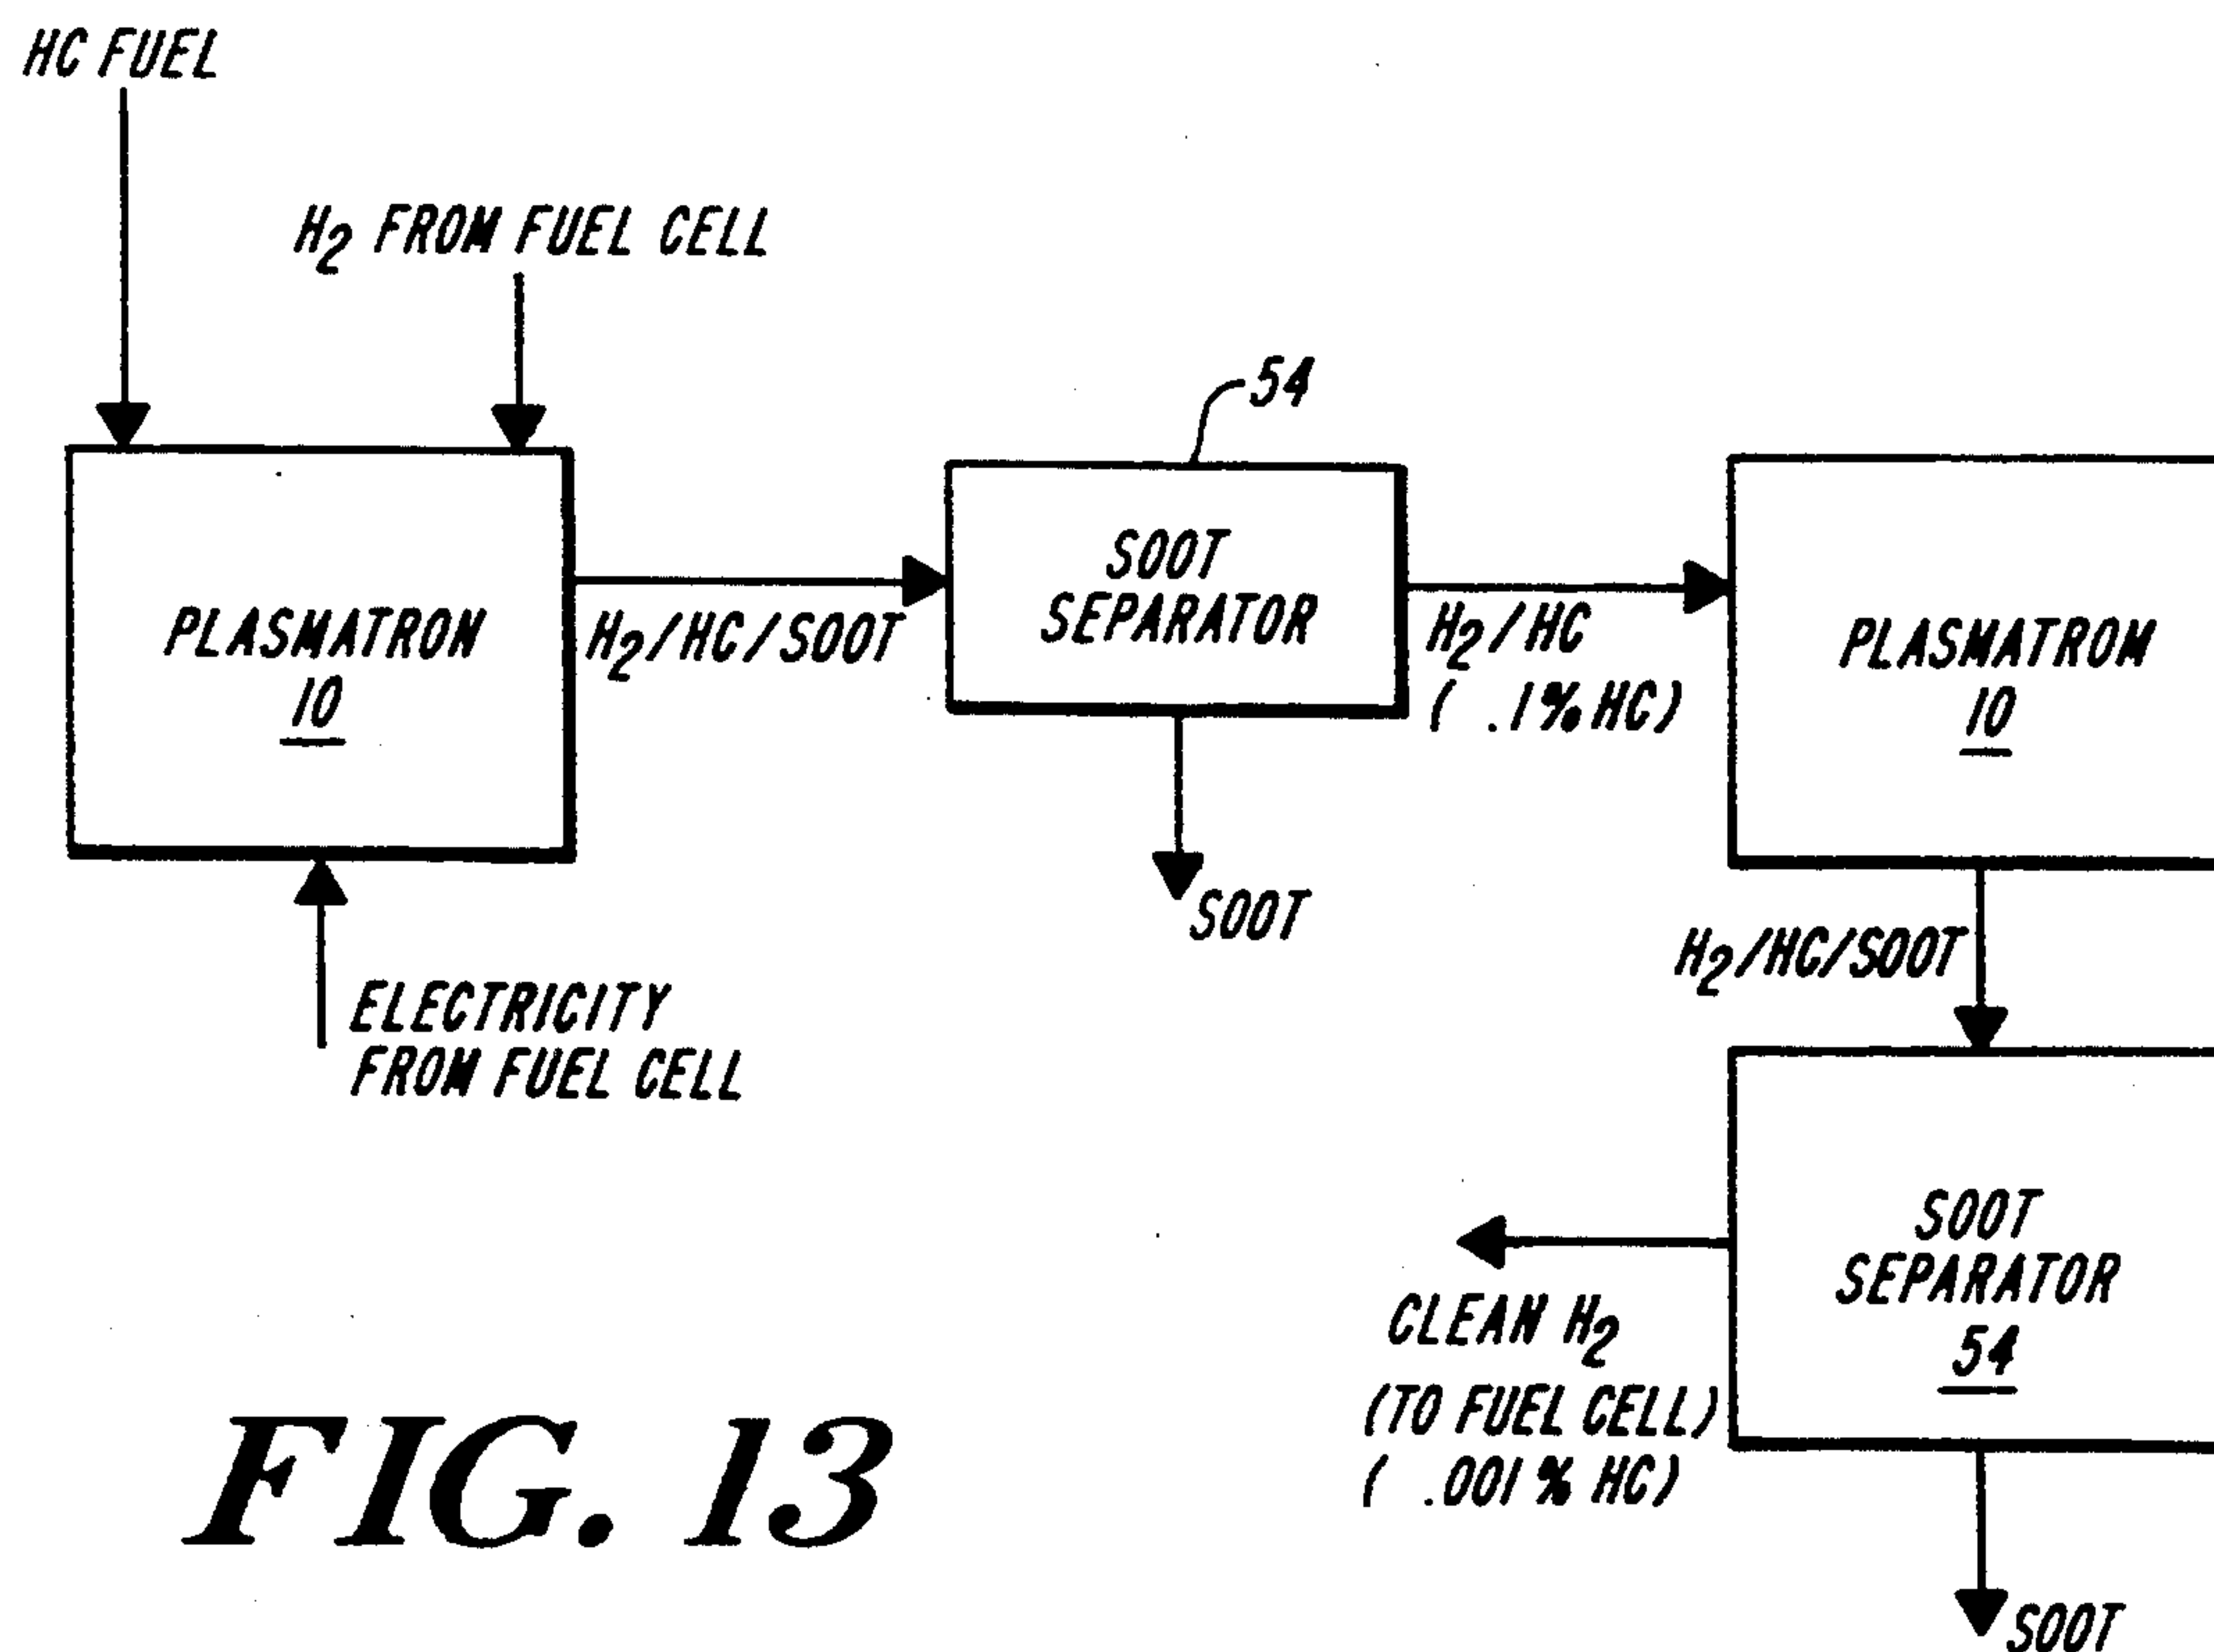 HC FUEL
H2 FROM FUEL CELL
54
PLASMATRON
10
H2/HC/SOOT
SOOT
SEPARATOR
H2/HC
( .1% HC)
PLASMATROM
10
SOOT
ELECTRICITY
FROM FUEL CELL
H2/HC/SOOT
SOOT
SEPARATOR
54
CLEAN H2
(TO FUEL CELL)
( .001% HC)
SOOT
FIG. 13